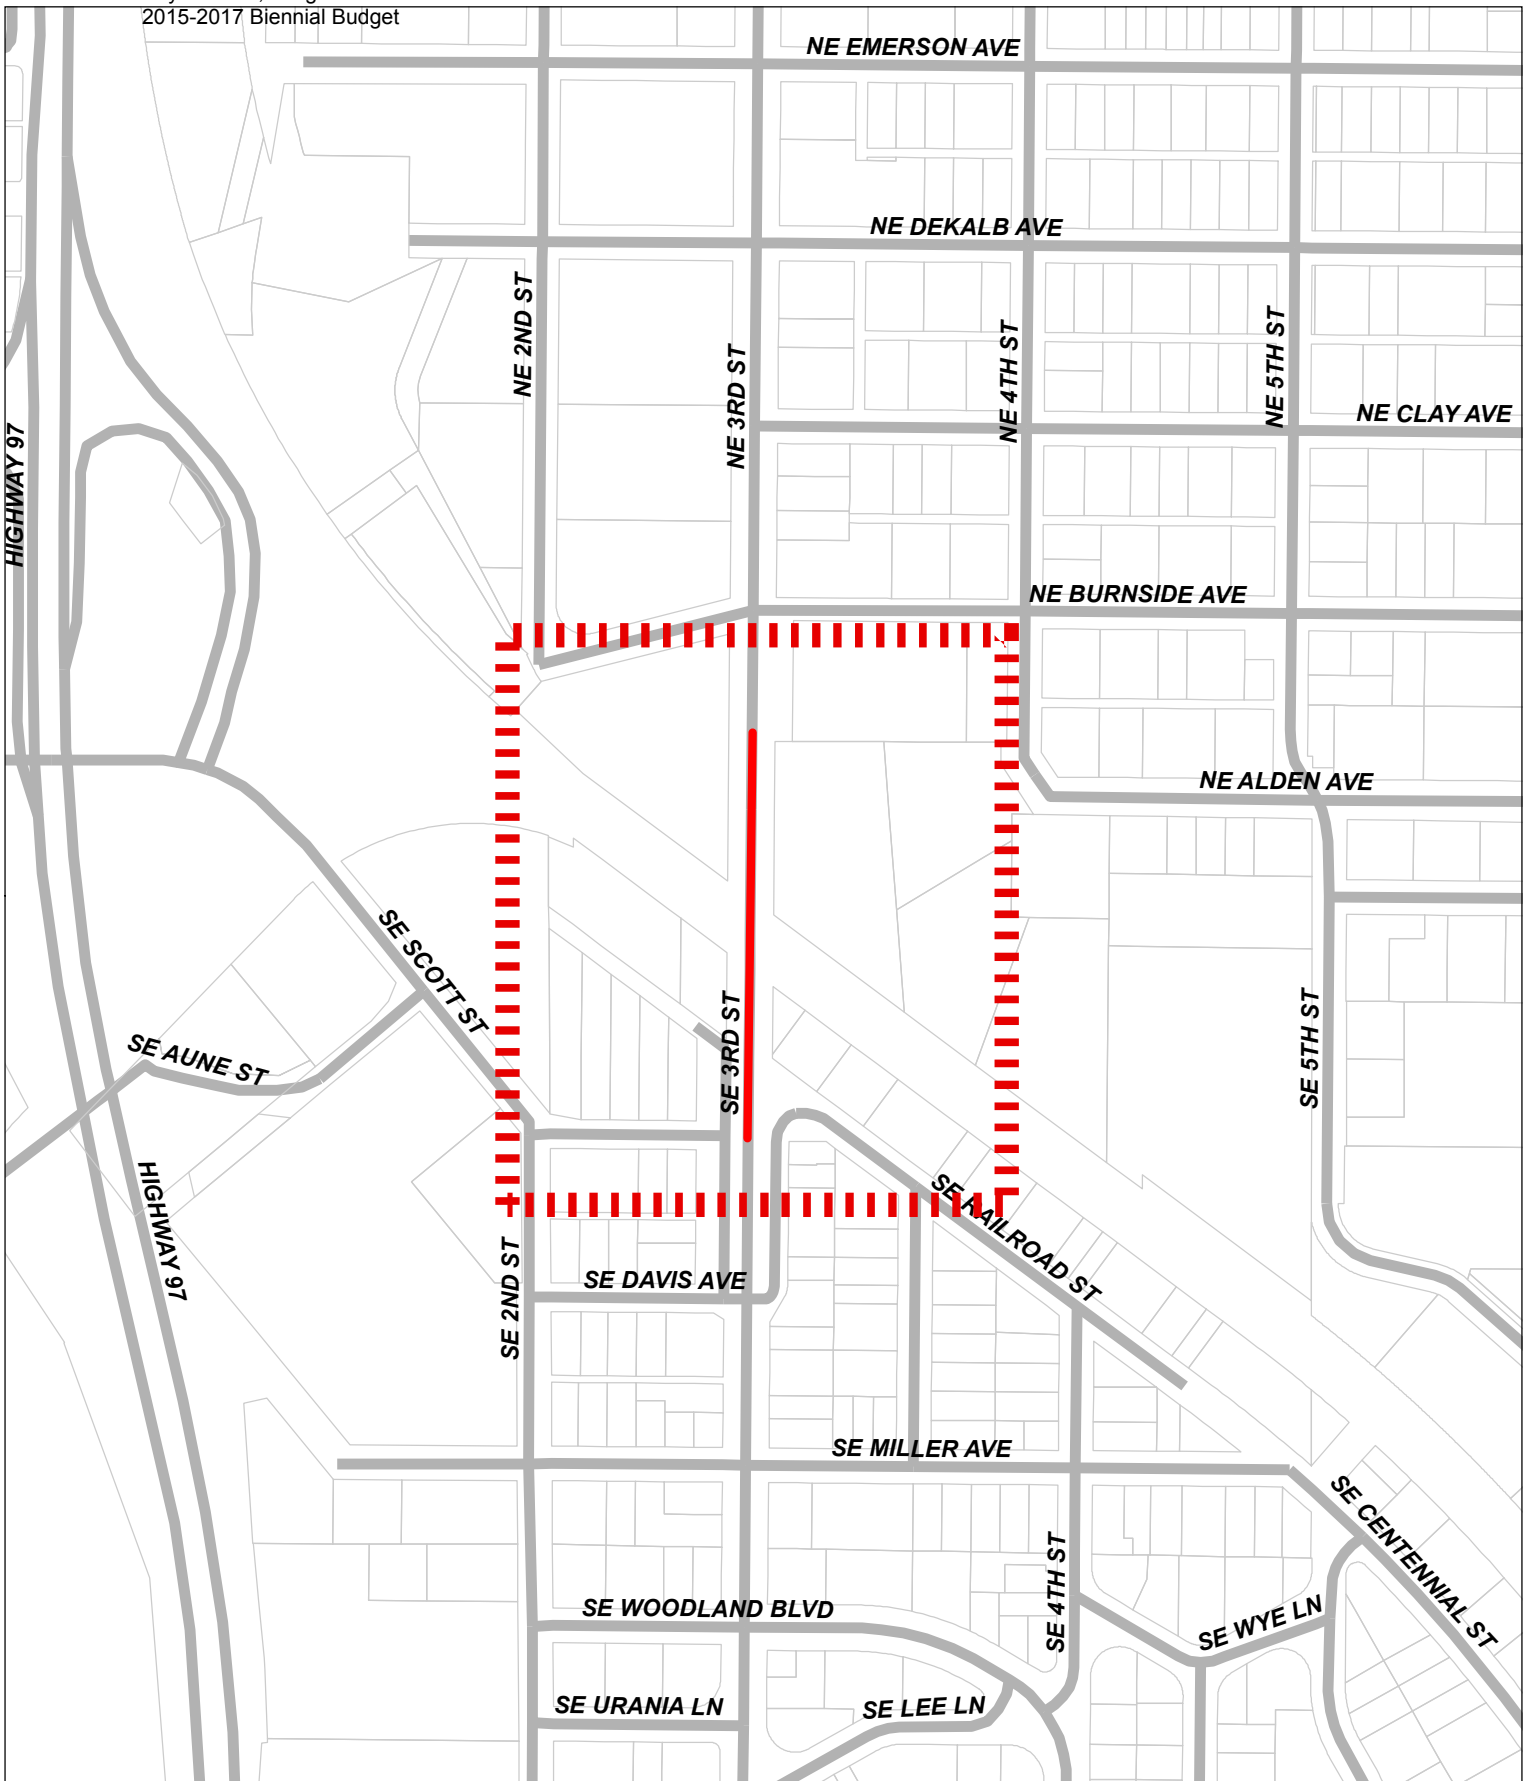 2015-2017 Biennial Budget
NE EMERSON AVE
NE DEKALB AVE
NE 2ND ST
NE 3RD ST
NE 4TH ST
NE 5TH ST
NE CLAY AVE
HIGHWAY 97
NE BURNSIDE AVE
NE ALDEN AVE
SE SCOTT ST
SE AUNE ST
SE 3RD ST
SE 5TH ST
HIGHWAY 97
SE RAILROAD ST
SE 2ND ST
SE DAVIS AVE
SE MILLER AVE
SE CENTENNIAL ST
SE 4TH ST
SE WOODLAND BLVD
SE WYE LN
SE URANIA LN
SE LEE LN